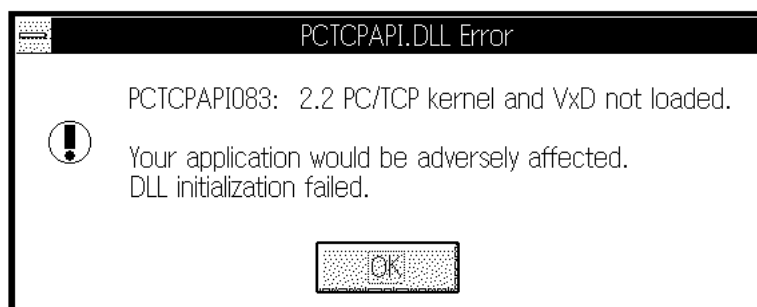 PCTCPAPI.DLL Error
PCTCPAPI083: 2.2 PC/TCP kernel and VxD not loaded.
Your application would be adversely affected.
DLL initialization failed.
OK